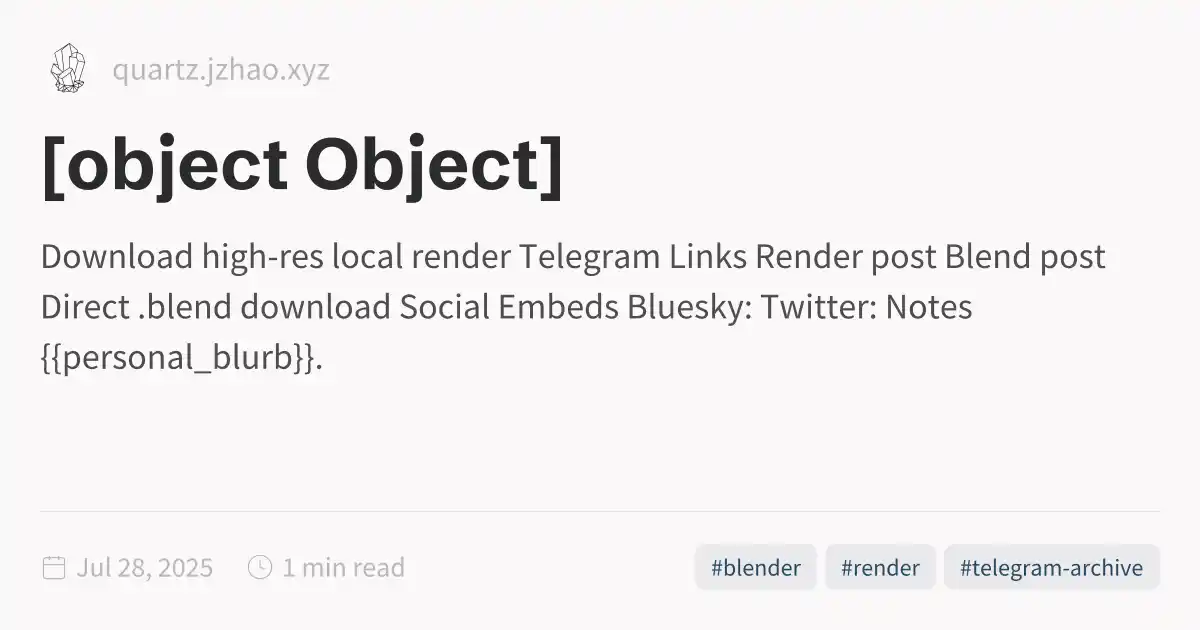 quartz.jzhao.xyz
[object Object]
Download high-res local render Telegram Links Render post Blend post
Direct .blend download Social Embeds Bluesky: Twitter: Notes
{{personal_blurb}}.
Jul 28, 2025 1 min read #blender #render #telegram-archive